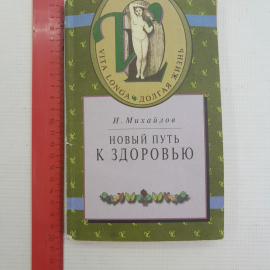 VITA LONGA • ДОЛГАЯ ЖИЗНЬ
И. Михайлов
НОВЫЙ ПУТЬ
К ЗДОРОВЬЮ